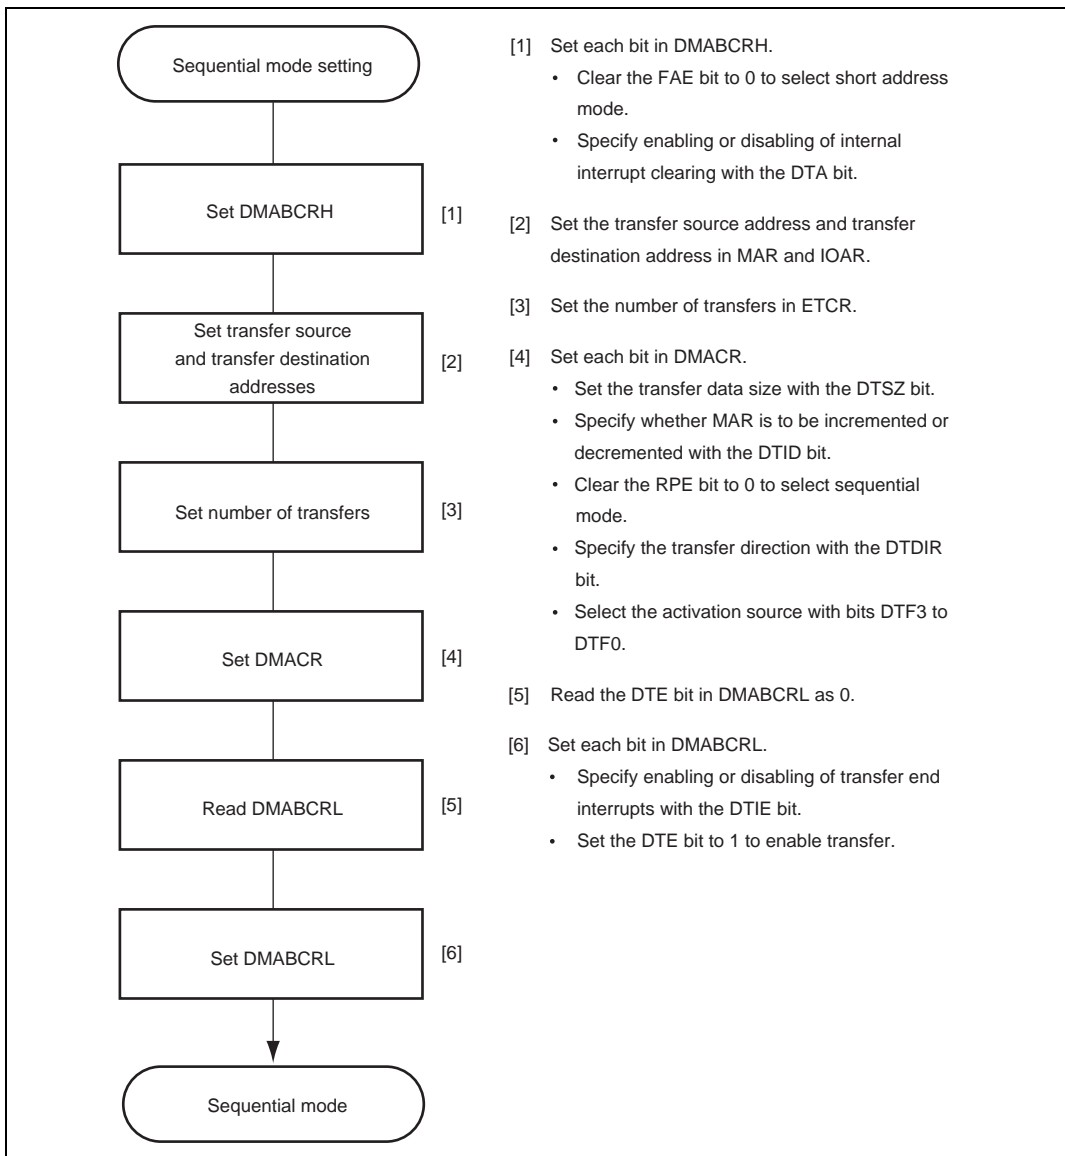 Sequential mode setting
Set DMABCRH
[1]
Set transfer source
and transfer destination
addresses
[2]
Set number of transfers
[3]
Set DMACR
[4]
Read DMABCRL
[5]
Set DMABCRL
[6]
Sequential mode
[1] Set each bit in DMABCRH.
• Clear the FAE bit to 0 to select short address
mode.
• Specify enabling or disabling of internal
interrupt clearing with the DTA bit.
[2] Set the transfer source address and transfer
destination address in MAR and IOAR.
[3] Set the number of transfers in ETCR.
[4] Set each bit in DMACR.
• Set the transfer data size with the DTSZ bit.
• Specify whether MAR is to be incremented or
decremented with the DTID bit.
• Clear the RPE bit to 0 to select sequential
mode.
• Specify the transfer direction with the DTDIR
bit.
• Select the activation source with bits DTF3 to
DTF0.
[5] Read the DTE bit in DMABCRL as 0.
[6] Set each bit in DMABCRL.
• Specify enabling or disabling of transfer end
interrupts with the DTIE bit.
• Set the DTE bit to 1 to enable transfer.